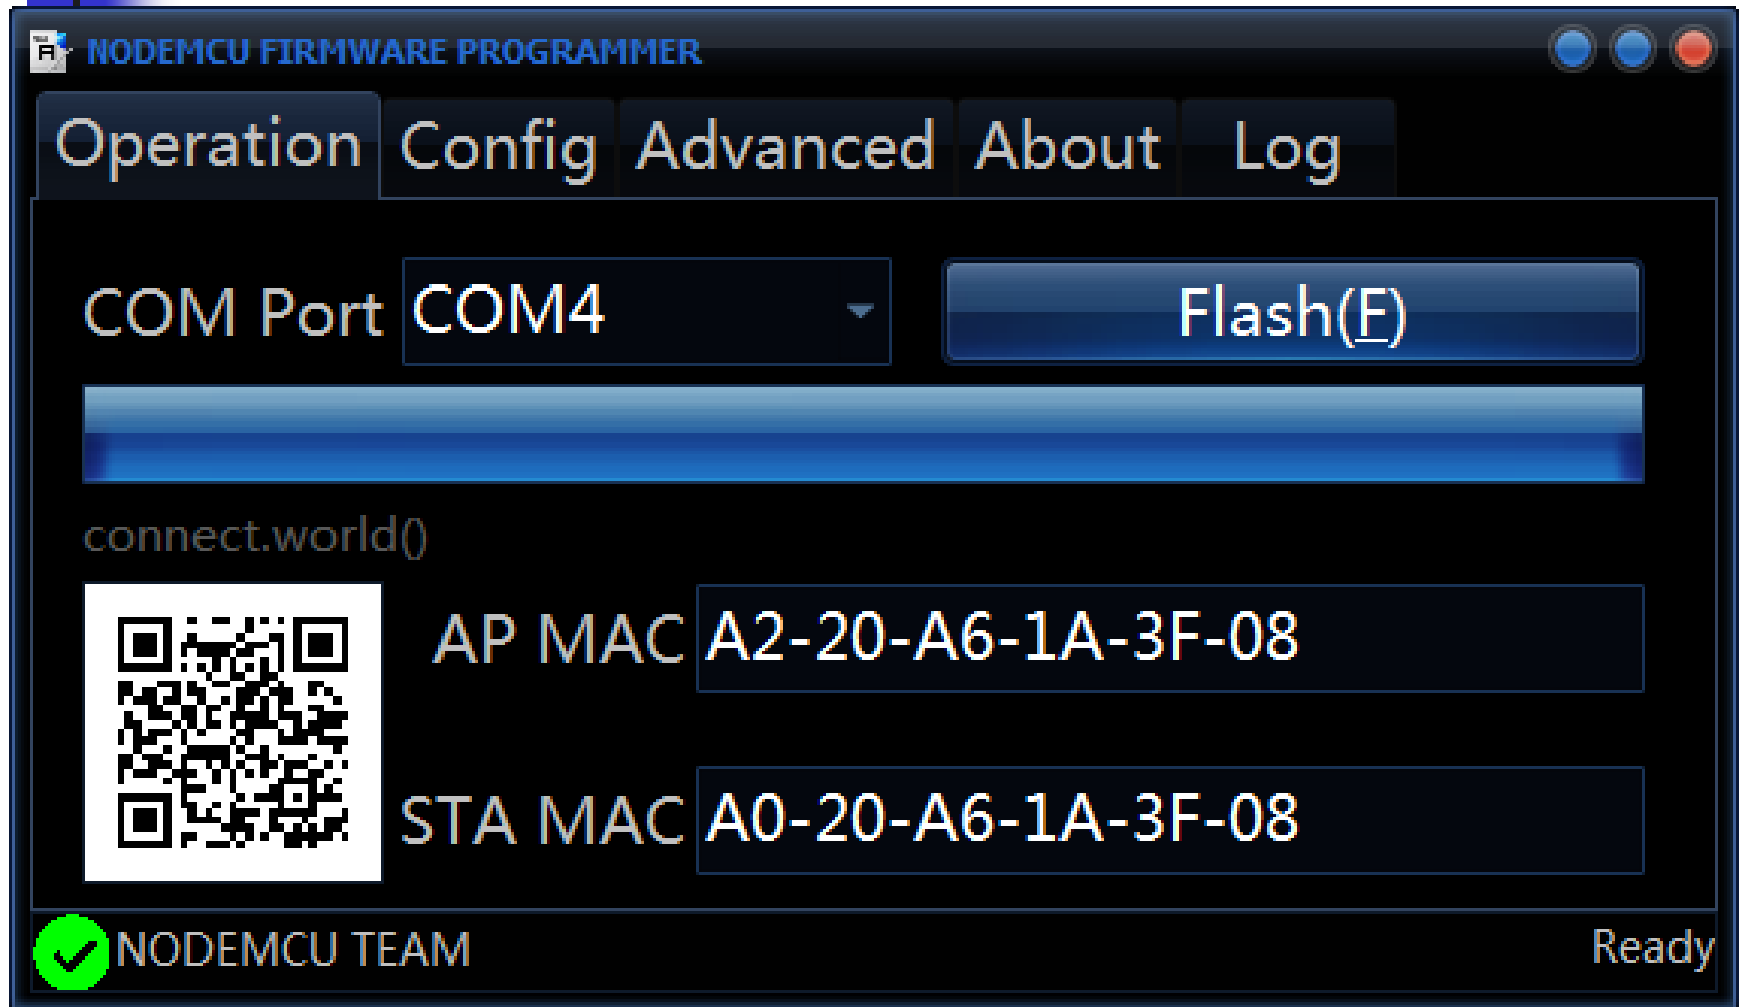 NODEMCU FIRMWARE PROGRAMMER
Operation Config Advanced About Log
COM Port COM4 Flash(F)
connect.world()
AP MAC A2-20-A6-1A-3F-08
STA MAC A0-20-A6-1A-3F-08
NODEMCU TEAM Ready